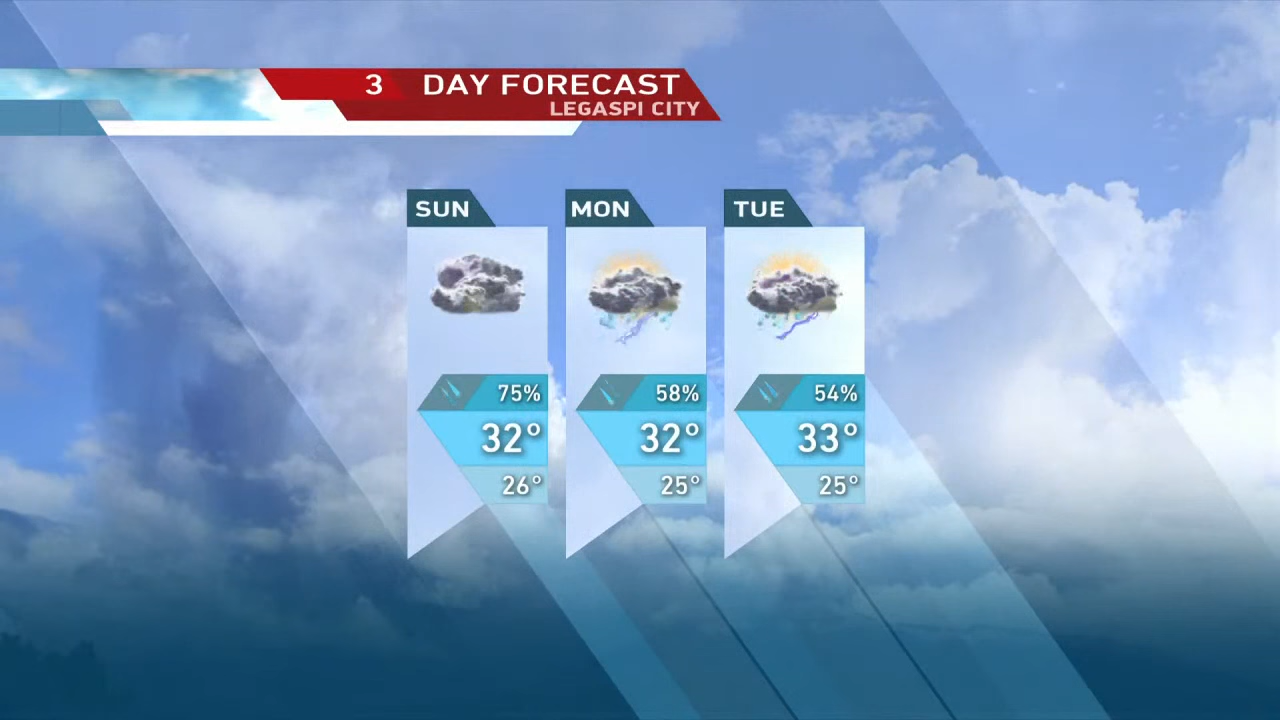 3 DAY FORECAST
LEGASPI CITY
SUN
75%
32°
26°
MON
58%
32°
25°
TUE
54%
33°
25°